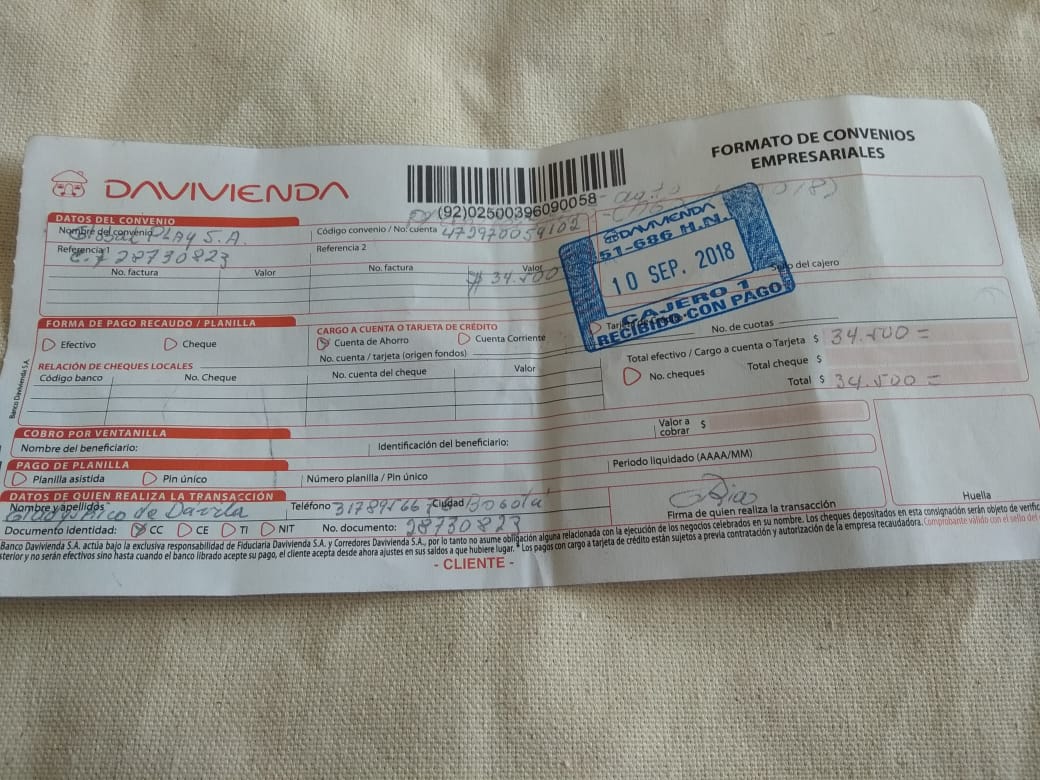 FORMATO DE CONVENIOS
EMPRESARIALES
DAVIVIENDA
(92)02500396090058
DATOS DEL CONVENIO
Nombre del convenio PLAY S.A.
Código convenio / No. cuenta
Referencia 1 28730823
Referencia 2
No. factura Valor No. factura Valor
$ 34.500
DAVIVIENDA
51-686 H.N.
10 SEP. 2018
CAJERO 1
RECIBIDO CON PAGO
Sello del cajero
FORMA DE PAGO RECAUDO / PLANILLA
Efectivo Cheque
CARGO A CUENTA O TARJETA DE CRÉDITO
Cuenta de Ahorro Cuenta Corriente
No. de cuotas
No. cuenta / tarjeta (origen fondos)
Total efectivo / Cargo a cuenta o Tarjeta $ 34.500 =
No. cheques Total cheque $
Total $ 34.500 =
RELACIÓN DE CHEQUES LOCALES
Código banco No. Cheque No. cuenta del cheque Valor
Banco Davivienda S.A.
COBRO POR VENTANILLA
Nombre del beneficiario: Identificación del beneficiario:
Valor a
cobrar $
PAGO DE PLANILLA
Planilla asistida Pin único Número planilla / Pin único
Periodo liquidado (AAAA/MM)
DATOS DE QUIEN REALIZA LA TRANSACCIÓN
Nombre y apellidos Gladys Rico de Davila Teléfono Ciudad Bogotá
Firma de quien realiza la transacción
Huella
Documento identidad: CC CE TI NIT No. documento: 28730823
Banco Davivienda S.A. actúa bajo la exclusiva responsabilidad de Fiduciaria Davivienda S.A. y Corredores Davivienda S.A., por lo tanto no asume obligación alguna relacionada con la ejecución de los negocios celebrados en su nombre. Los cheques depositados en esta consignación serán objeto de verific
sterior y no serán efectivos sino hasta cuando el banco librado acepte su pago, el cliente acepta desde ahora ajustes en sus saldos a que hubiere lugar. * Los pagos con cargo a tarjeta de crédito están sujetos a previa contratación y autorización de la empresa recaudadora. Comprobante válido con el sello del
- CLIENTE -